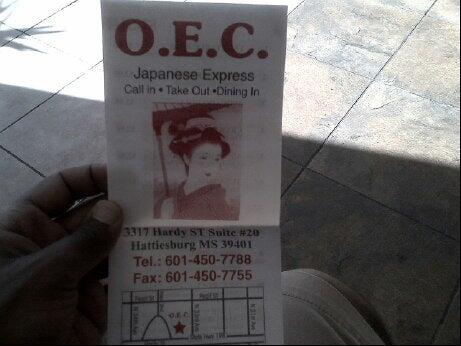 O.E.C.
Japanese Express
Call in • Take Out •Dining In
3317 Hardy ST Suite #20
Hattiesburg MS 39401
Tel.: 601-450-7788
Fax: 601-450-7755
O.E.C.